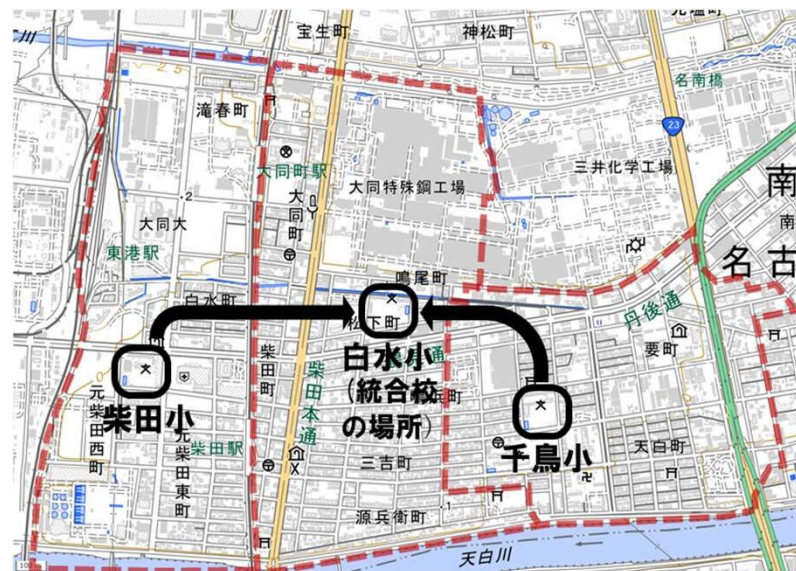 宝生町
神松町
名南橋
滝春町
23
大同町駅
大同町
大同特殊鋼工場
三井化学工場
南
大同大
東港駅
鳴尾町
名古
白水町
松下町
丹後通
要町
白水小
(統合校
の場所)
柴田町
柴田本通
柴田小
元柴田西町
元柴田東町
柴田駅
千鳥小
三吉町
天白町
源兵衛町
天白川